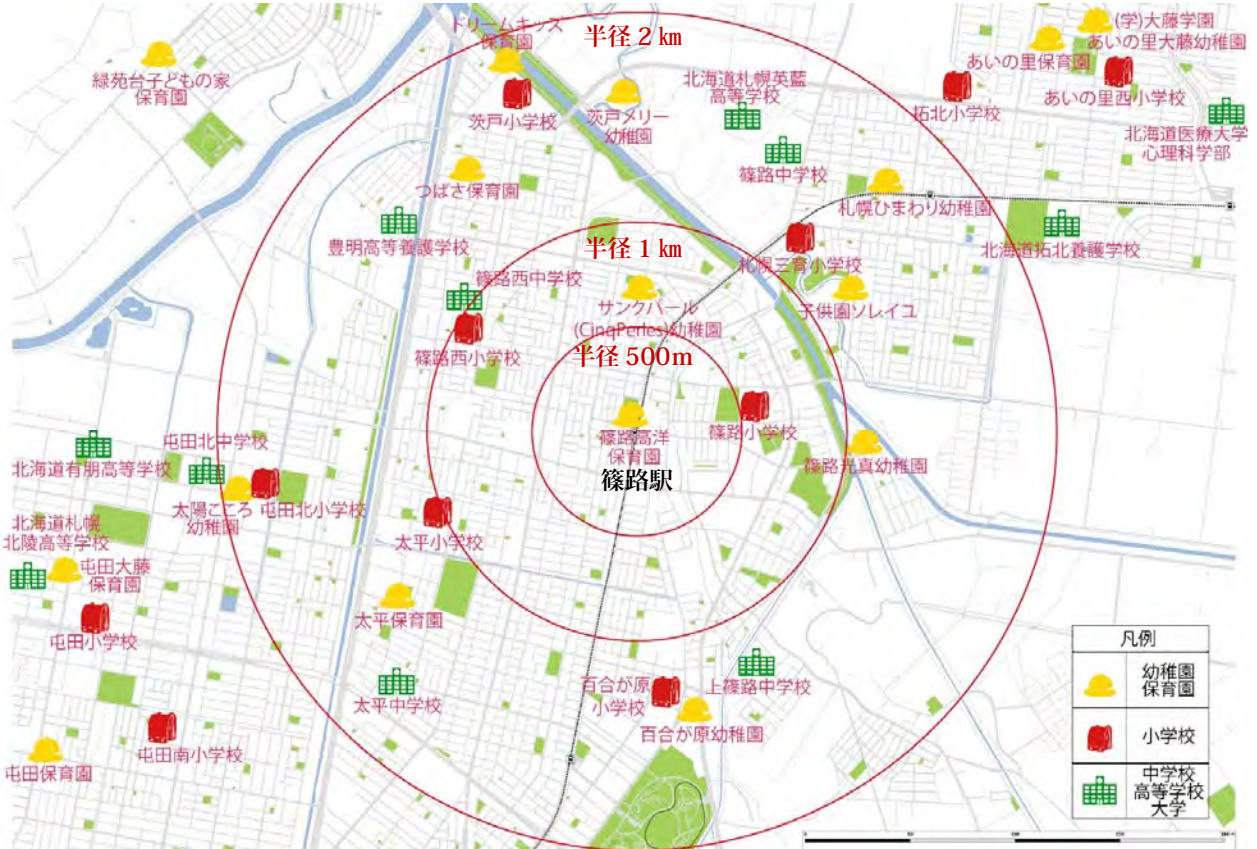 ドリームキッズ
保育園
半径 2 km
(学)大藤学園
あいの里大藤幼稚園
あいの里保育園
緑苑台子どもの家
保育園
北海道札幌英藍
高等学校
茨戸小学校
茨戸メリー
幼稚園
拓北小学校
あいの里西小学校
北海道医療大学
心理科学部
篠路中学校
つばさ保育園
札幌ひまわり幼稚園
豊明高等養護学校
半径 1 km
北海道拓北養護学校
札幌三育小学校
篠路西中学校
サンクパール
(CinqPerles)幼稚園
子供園ソレイユ
篠路西小学校
半径 500m
篠路高洋
保育園
篠路小学校
篠路駅
篠路光真幼稚園
屯田北中学校
北海道有朋高等学校
太陽こころ
幼稚園
屯田北小学校
北海道札幌
北陵高等学校
太平小学校
屯田大藤
保育園
太平保育園
屯田小学校
百合が原
小学校
上篠路中学校
太平中学校
百合が原幼稚園
屯田南小学校
屯田保育園
凡例
幼稚園
保育園
小学校
中学校
高等学校
大学